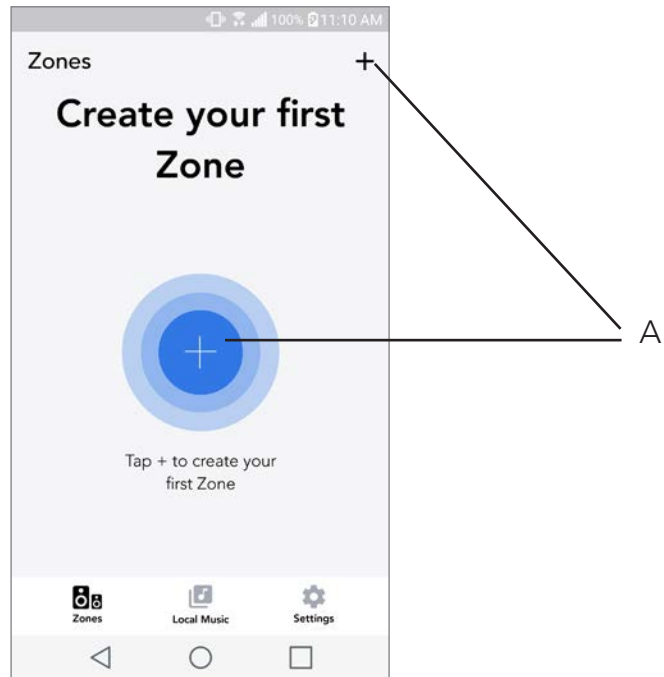 100% 11:10 AM
Zones +
Create your first
Zone
+
A
Tap + to create your
first Zone
Zones Local Music Settings